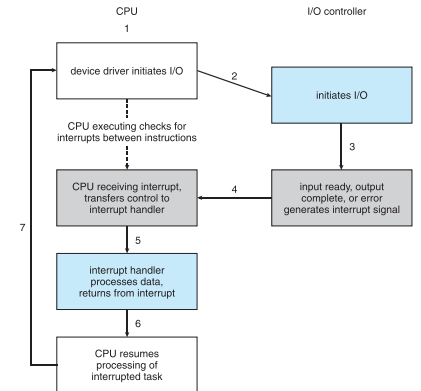 CPU
I/O controller
1
device driver initiates I/O
2
initiates I/O
CPU executing checks for
interrupts between instructions
3
CPU receiving interrupt,
transfers control to
interrupt handler
4
input ready, output
complete, or error
generates interrupt signal
7
5
interrupt handler
processes data,
returns from interrupt
6
CPU resumes
processing of
interrupted task